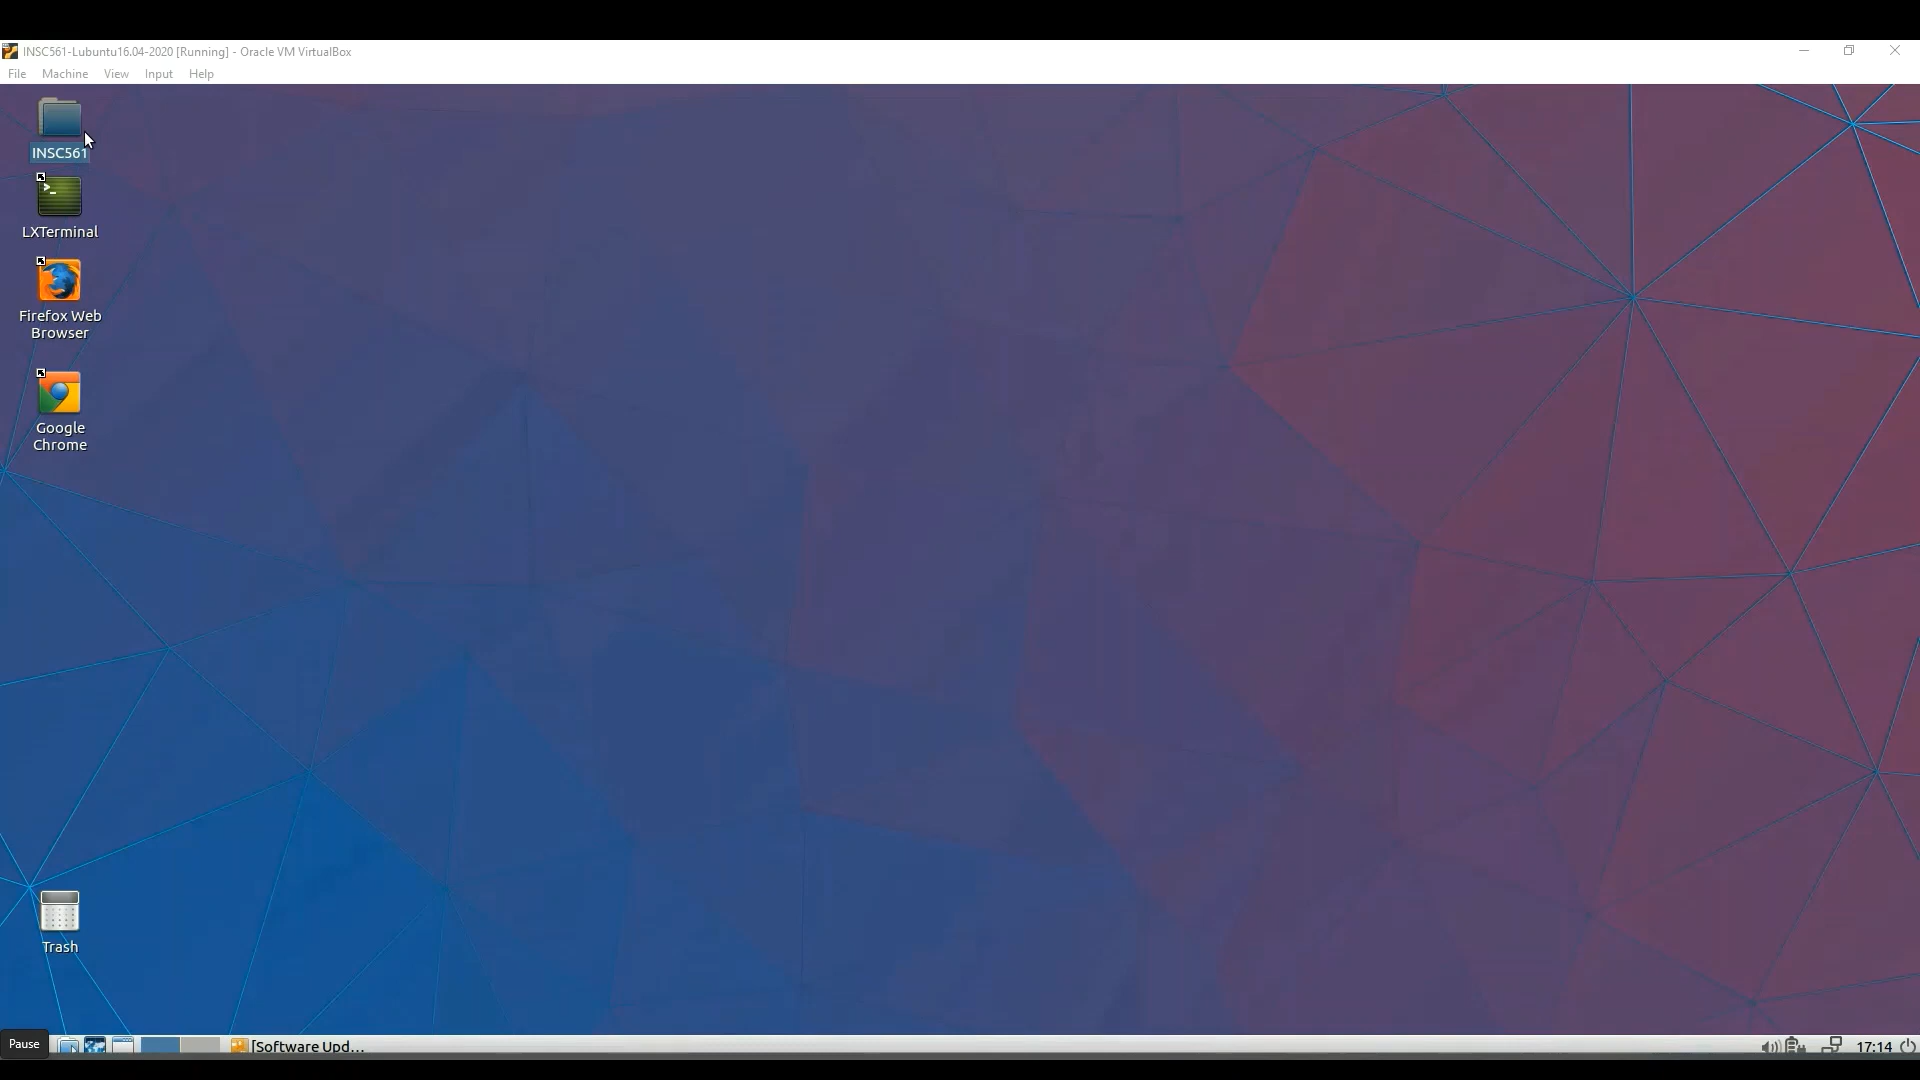 INSC561-Lubuntu16.04-2020 [Running] - Oracle VM VirtualBox
File Machine View Input Help
INSC561
>_
LXTerminal
Firefox Web
Browser
Google
Chrome
Trash
Pause
[Software Upd...
17:14